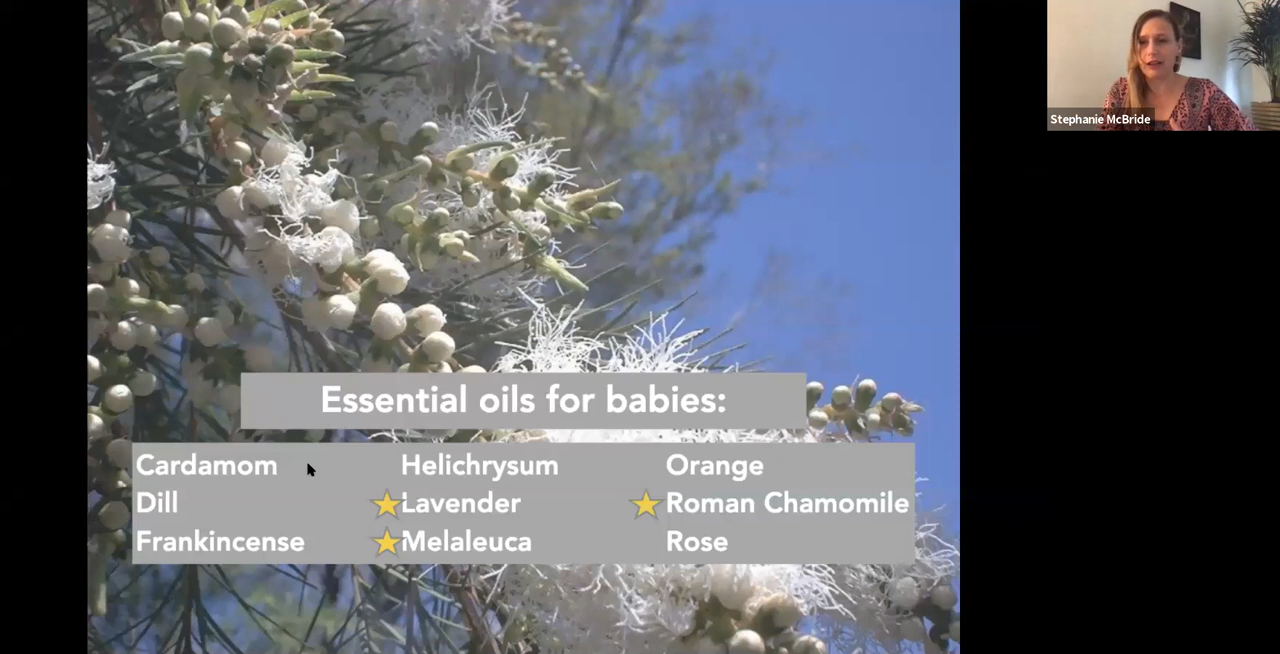 Stephanie McBride
Essential oils for babies:
Cardamom
Helichrysum
Orange
Dill
Lavender
Roman Chamomile
Frankincense
Melaleuca
Rose